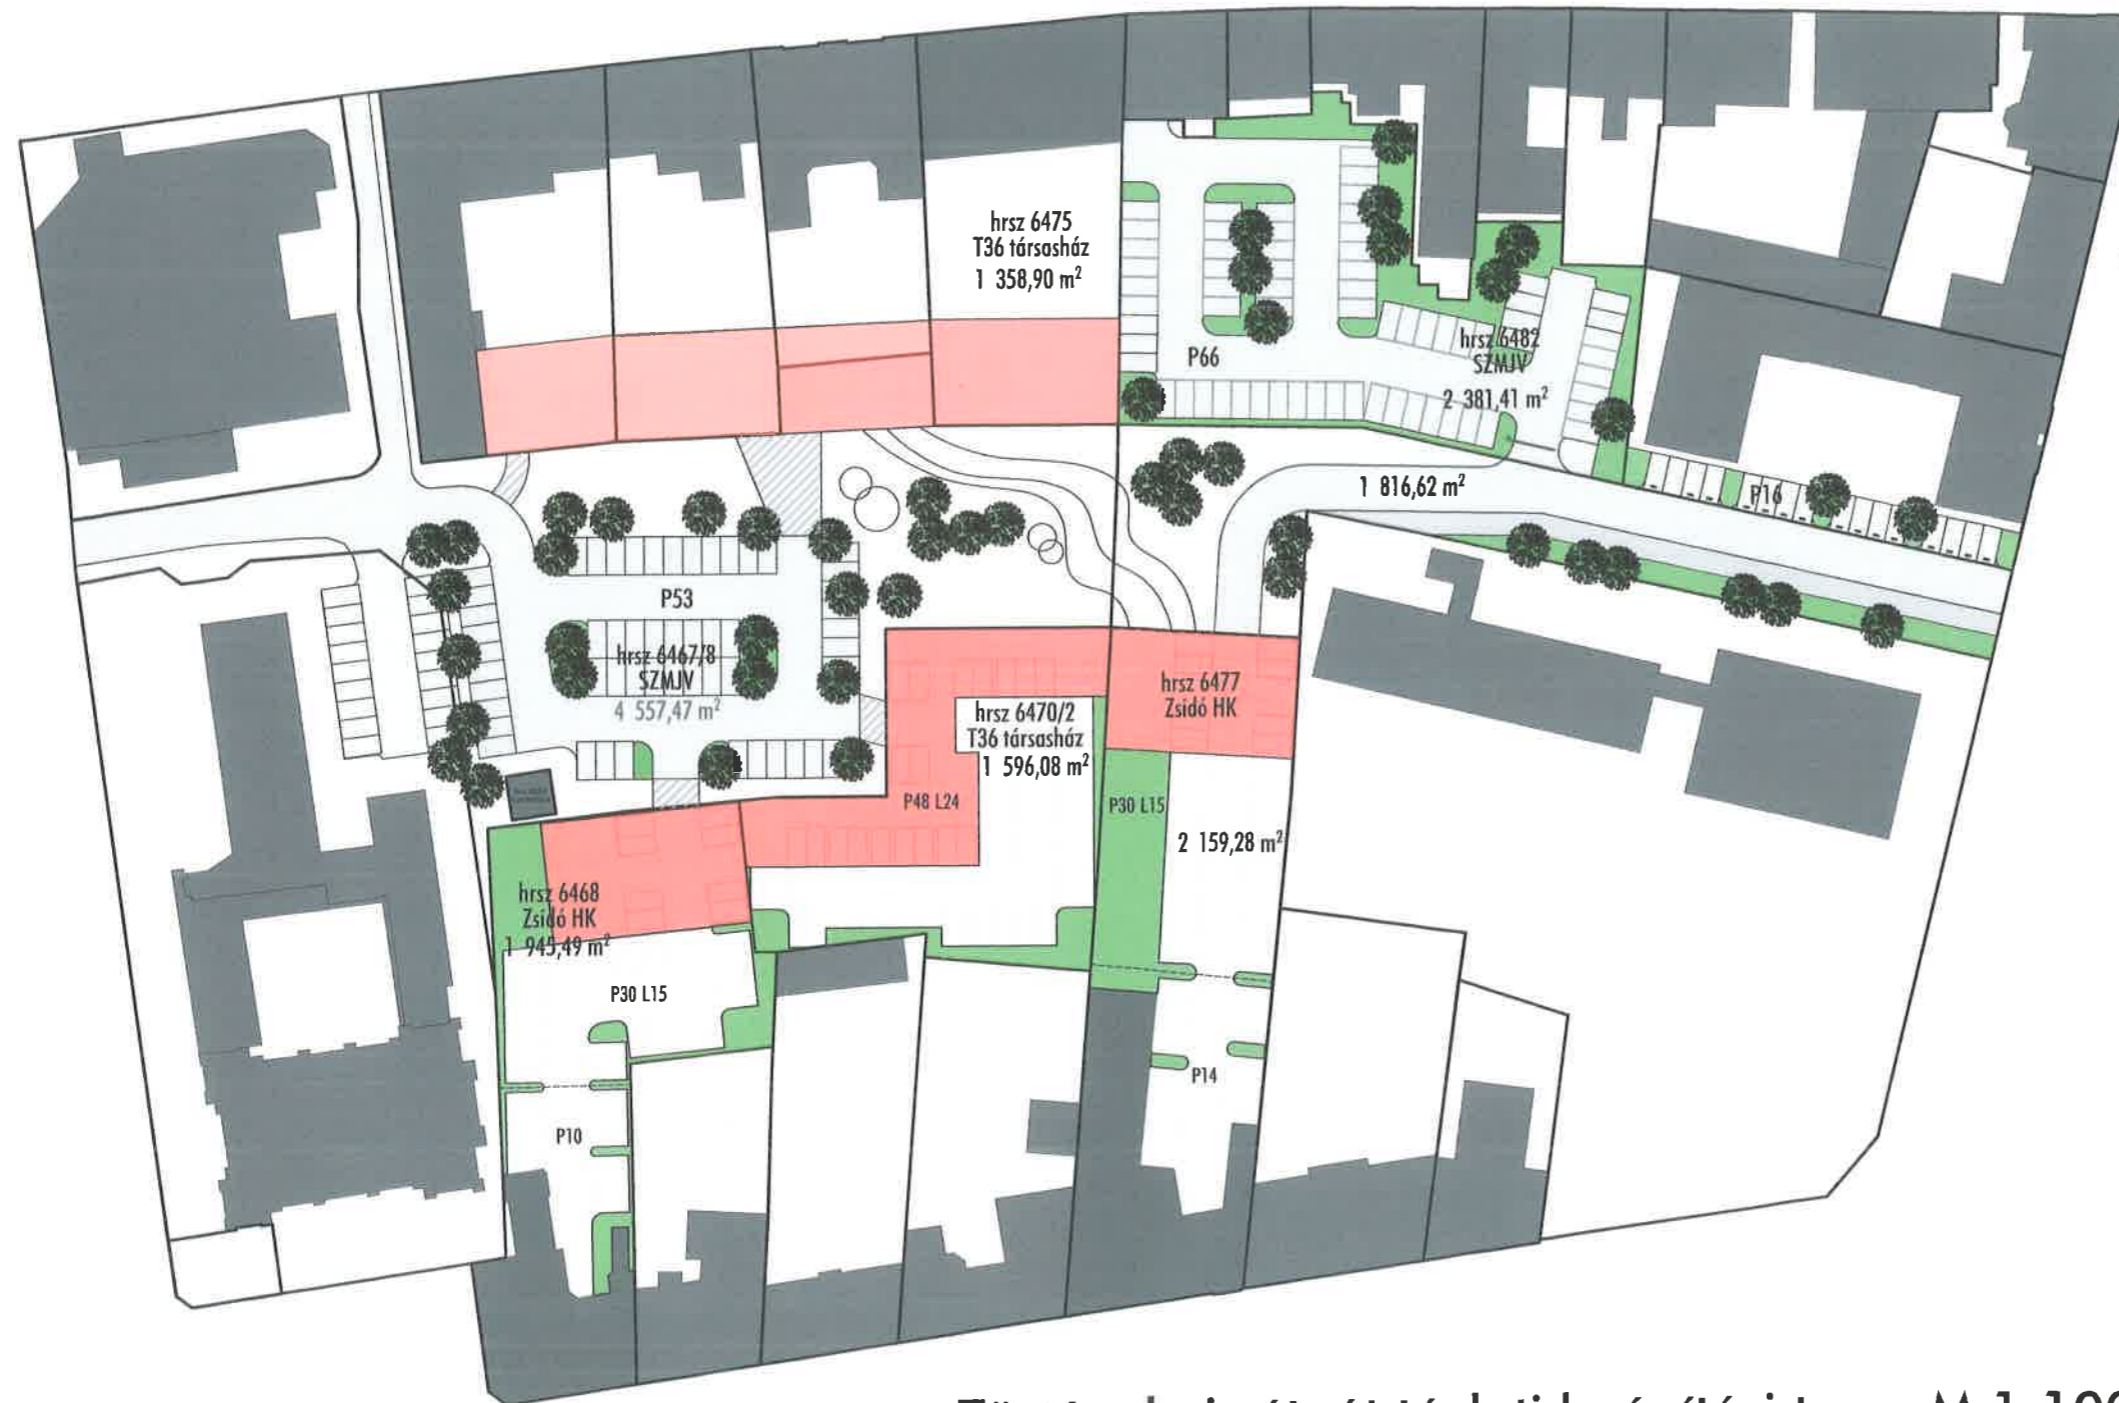 hrsz 6475
T36 társasház
1 358,90 m²
P66
hrsz 6482
SZMJV
2 381,41 m²
1 816,62 m²
P16
P53
hrsz 6467/8
SZMJV
4 557,47 m²
hrsz 6477
Zsidó HK
hrsz 6470/2
T36 társasház
1 596,08 m²
P48 L24
P30 L15
2 159,28 m²
hrsz 6468
Zsidó HK
1 945,49 m²
P30 L15
P14
P10